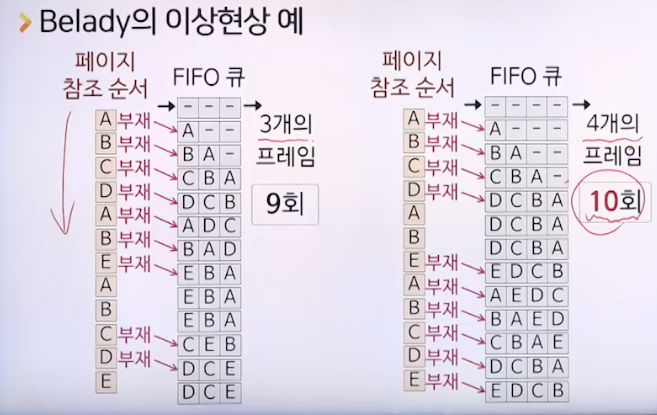 Belady의 이상현상 예
페이지
참조 순서
FIFO 큐
- - -
A 부재
A - -
B 부재
B A -
C 부재
C B A
D 부재
D C B
A 부재
A D C
B 부재
B A D
E 부재
E B A
A
E B A
B
E B A
C 부재
C E B
D 부재
D C E
E
D C E
3개의
프레임
9회
페이지
참조 순서
FIFO 큐
- - - -
A 부재
A - - -
B 부재
B A - -
C 부재
C B A -
D 부재
D C B A
A
D C B A
B
D C B A
E 부재
E D C B
A 부재
A E D C
B 부재
B A E D
C 부재
C B A E
D 부재
D C B A
E 부재
E D C B
4개의
프레임
10회